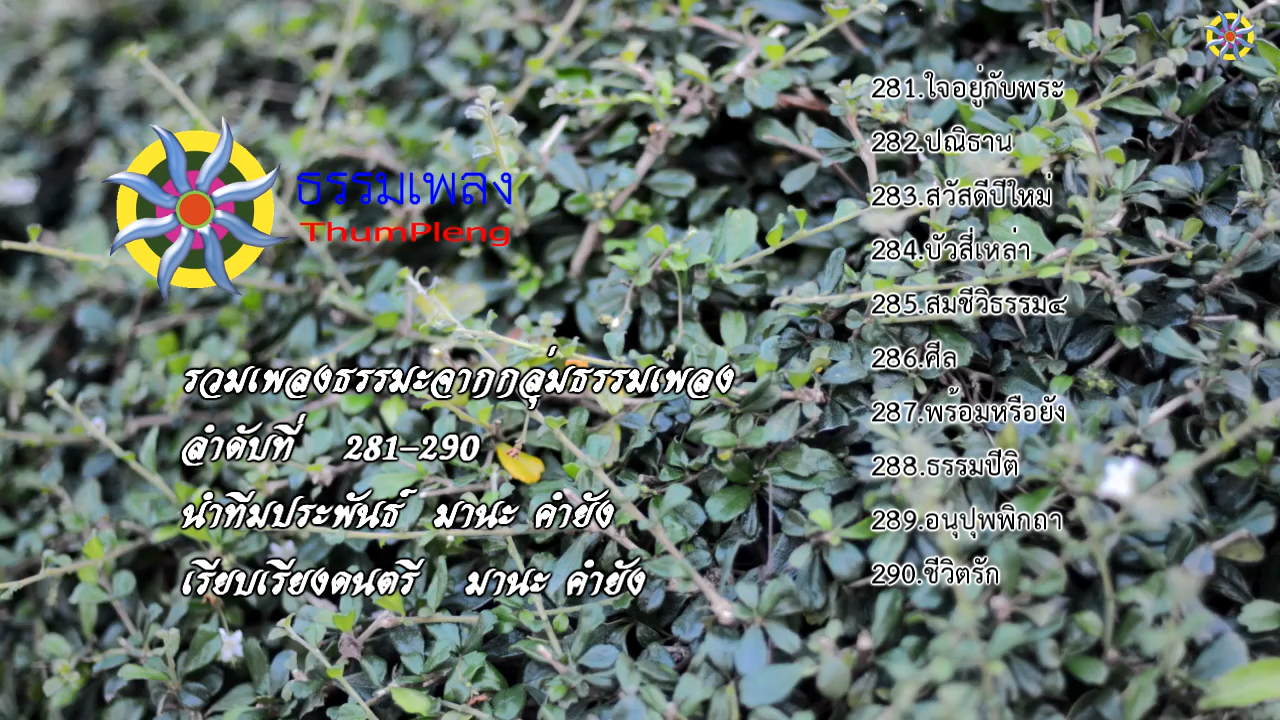 ธรรมเพลง
ThumPleng
รวมเพลงธรรมะจากกลุ่มธรรมเพลง
ลำดับที่ 281-290
นำทีมประพันธ์ มานะ คำยัง
เรียบเรียงดนตรี มานะ คำยัง
281.ใจอยู่กับพระ
282.ปณิธาน
283.สวัสดีปีใหม่
284.บัวสี่เหล่า
285.สมชีวิธรรม๔
286.ศีล
287.พร้อมหรือยัง
288.ธรรมปีติ
289.อนุปุพพิกถา
290.ชีวิตรัก